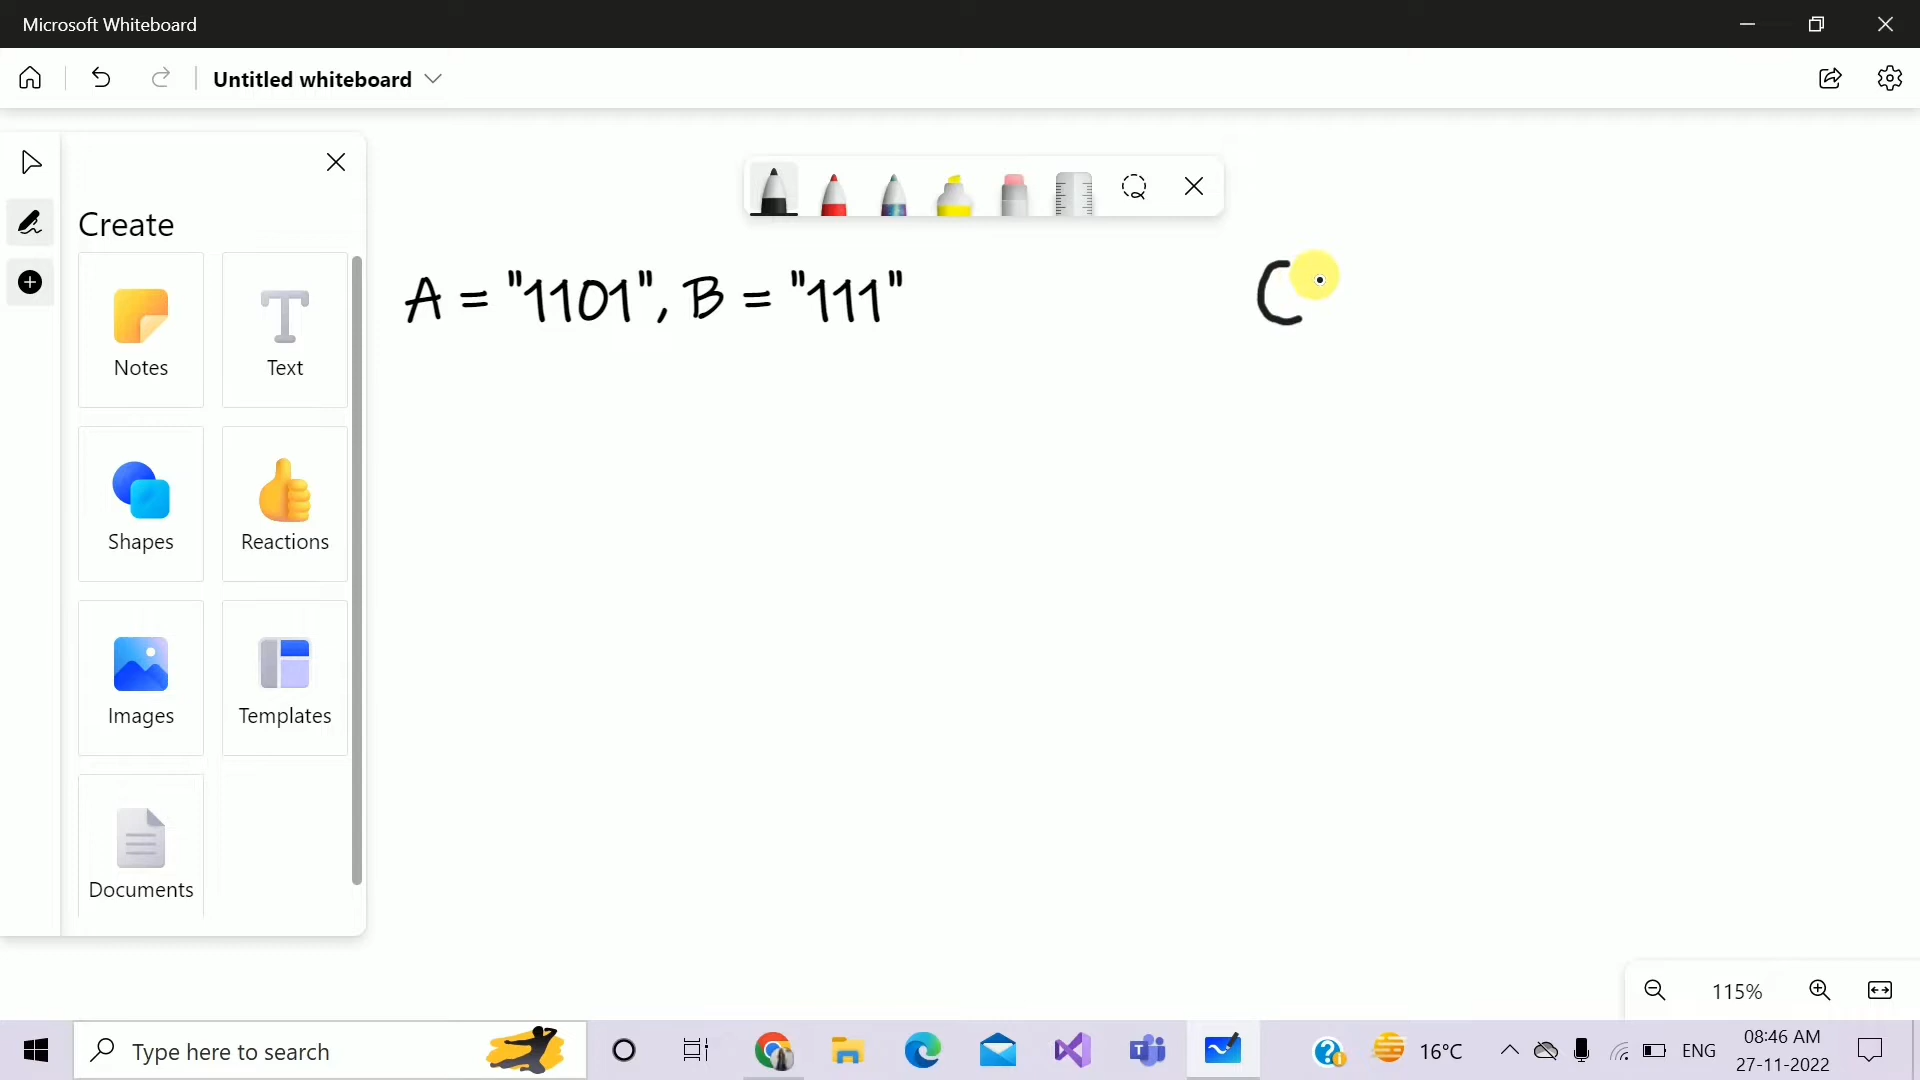 Microsoft Whiteboard
Untitled whiteboard
Create
A = "1101", B = "111"
C
Notes
Text
Shapes
Reactions
Images
Templates
Documents
115%
Type here to search
16°C
ENG
08:46 AM
27-11-2022